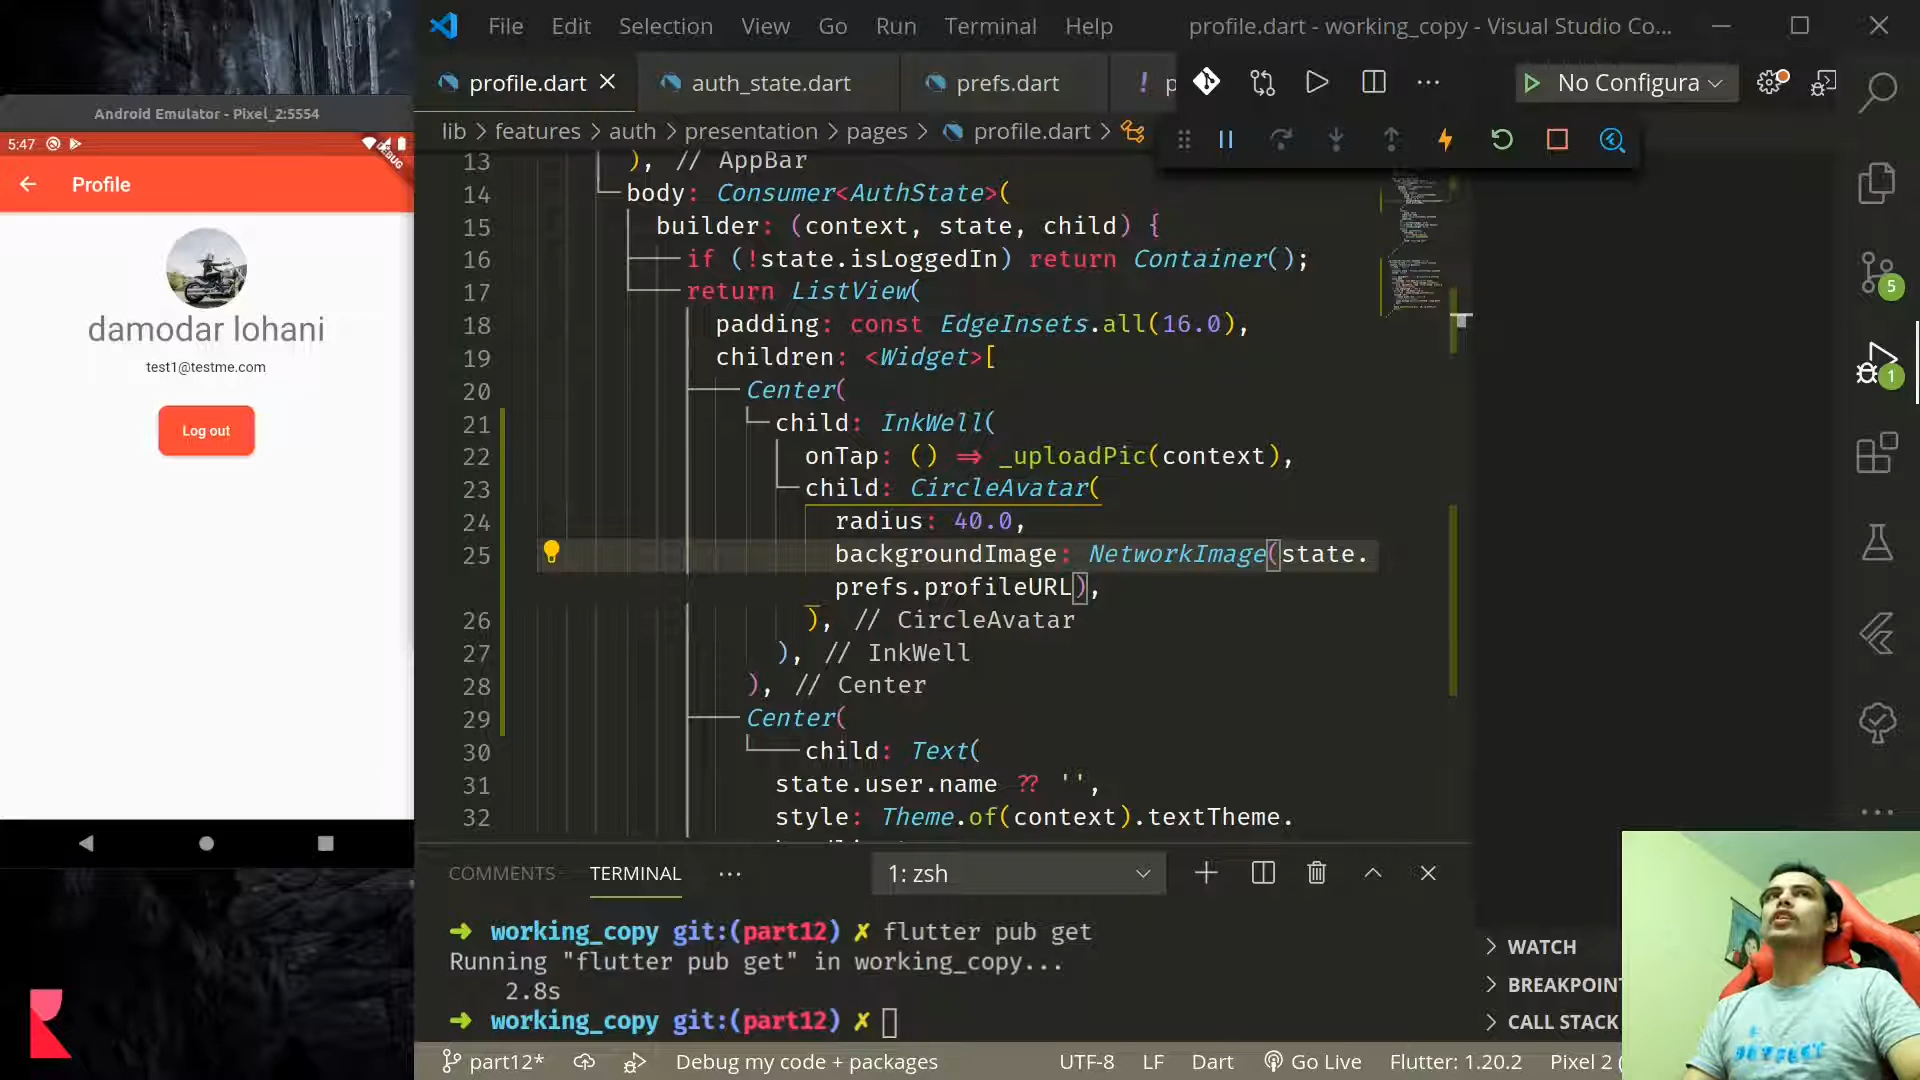 Android Emulator - Pixel_2:5554
5:47
DEBUG
Profile
damodar lohani
test1@testme.com
Log out
File Edit Selection View Go Run Terminal Help
profile.dart - working_copy - Visual Studio Co...
profile.dart
auth_state.dart
prefs.dart
! p
No Configura
lib > features > auth > presentation > pages > profile.dart >
13 ), // AppBar
14 body: Consumer<AuthState>(
15 builder: (context, state, child) {
16 if (!state.isLoggedIn) return Container();
17 return ListView(
18 padding: const EdgeInsets.all(16.0),
19 children: <Widget>[
20 Center(
21 child: InkWell(
22 onTap: () => _uploadPic(context),
23 child: CircleAvatar(
24 radius: 40.0,
25 backgroundImage: NetworkImage(state.
prefs.profileURL),
26 ), // CircleAvatar
27 ), // InkWell
28 ), // Center
29 Center(
30 child: Text(
31 state.user.name ?? '',
32 style: Theme.of(context).textTheme.
5
1
COMMENTS TERMINAL ... 1: zsh
➜ working_copy git:(part12) ✗ flutter pub get
Running "flutter pub get" in working_copy...
2.8s
➜ working_copy git:(part12) ✗
WATCH
BREAKPOINT
CALL STACK
part12* Debug my code + packages UTF-8 LF Dart Go Live Flutter: 1.20.2 Pixel 2 (